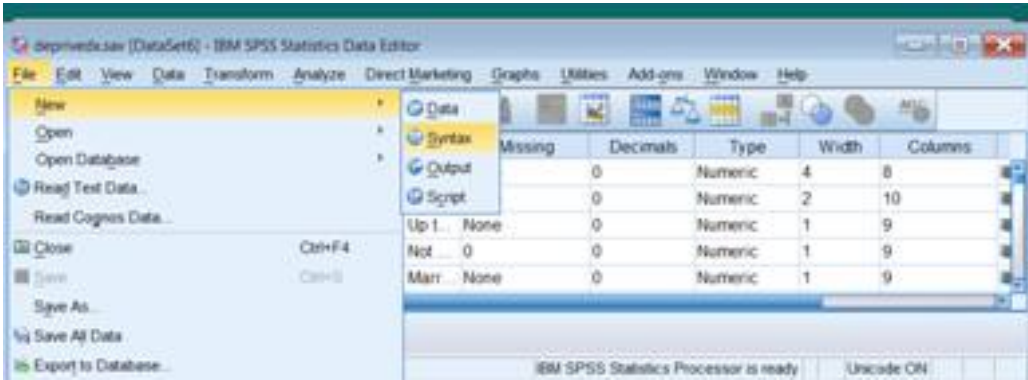 deprivedx.sav [DataSet6] - IBM SPSS Statistics Data Editor
File Edit View Data Transform Analyze Direct Marketing Graphs Utilities Add-ons Window Help
New
Open
Open Database
Read Text Data...
Read Cognos Data...
Close Ctrl+F4
Save Ctrl+S
Save As...
Save All Data
Export to Database...
Data
Syntax
Output
Script
Missing Decimals Type Width Columns
0 Numeric 4 8
0 Numeric 2 10
Up t... None 0 Numeric 1 9
Not ... 0 0 Numeric 1 9
Marr... None 0 Numeric 1 9
IBM SPSS Statistics Processor is ready Unicode:ON